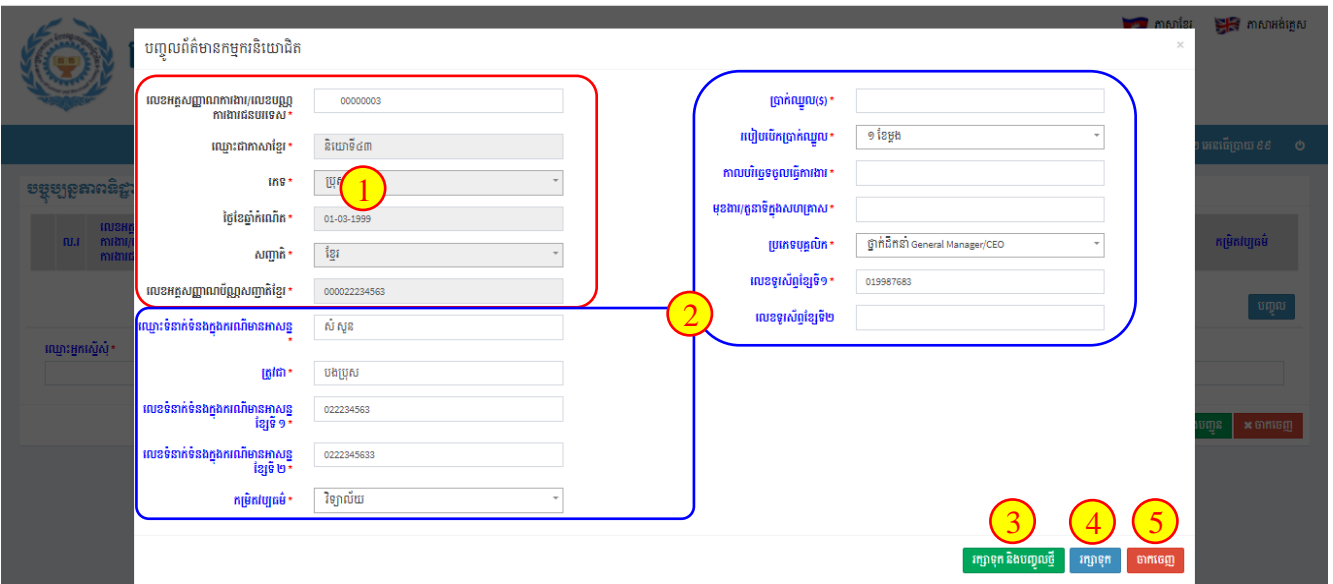 ភាសាខ្មែរ ភាសាអង់គ្លេស
បញ្ចូលព័ត៌មានកម្មករនិយោជិត ×
លេខអត្តសញ្ញាណការងារ/លេខបណ្ណ
ការងារជនបរទេស * 00000003
ឈ្មោះជាភាសាខ្មែរ * និយោទី៤៣
ភេទ *
1
ថ្ងៃខែឆ្នាំកំណើត * 01-03-1999
សញ្ជាតិ * ខ្មែរ
លេខអត្តសញ្ញាណប័ណ្ណសញ្ជាតិខ្មែរ * 000022234563
ឈ្មោះទំនាក់ទំនងក្នុងករណីមានអាសន្ន
* សំ សួន
ត្រូវជា * បងប្រុស
លេខទំនាក់ទំនងក្នុងករណីមានអាសន្ន
ខ្សែទី ១ * 022234563
លេខទំនាក់ទំនងក្នុងករណីមានអាសន្ន
ខ្សែទី ២ * 0222345633
កម្រិតវប្បធម៌ * វិទ្យាល័យ
2
ប្រាក់ឈ្នួល($) *
របៀបបើកប្រាក់ឈ្នួល * ១ ខែម្ដង
កាលបរិច្ឆេទចូលធ្វើការងារ *
មុខងារ/តួនាទីក្នុងសហគ្រាស *
ប្រភេទបុគ្គលិក * ថ្នាក់ដឹកនាំ General Manager/CEO
លេខទូរស័ព្ទខ្សែទី១ * 019987683
លេខទូរស័ព្ទខ្សែទី២
3 4 5
រក្សាទុក និងបញ្ចូលថ្មី រក្សាទុក ចាកចេញ
ល.រ
កម្រិតវប្បធម៌
បញ្ចូល
ឈ្មោះអ្នកស្នើសុំ *
× ចាកចេញ